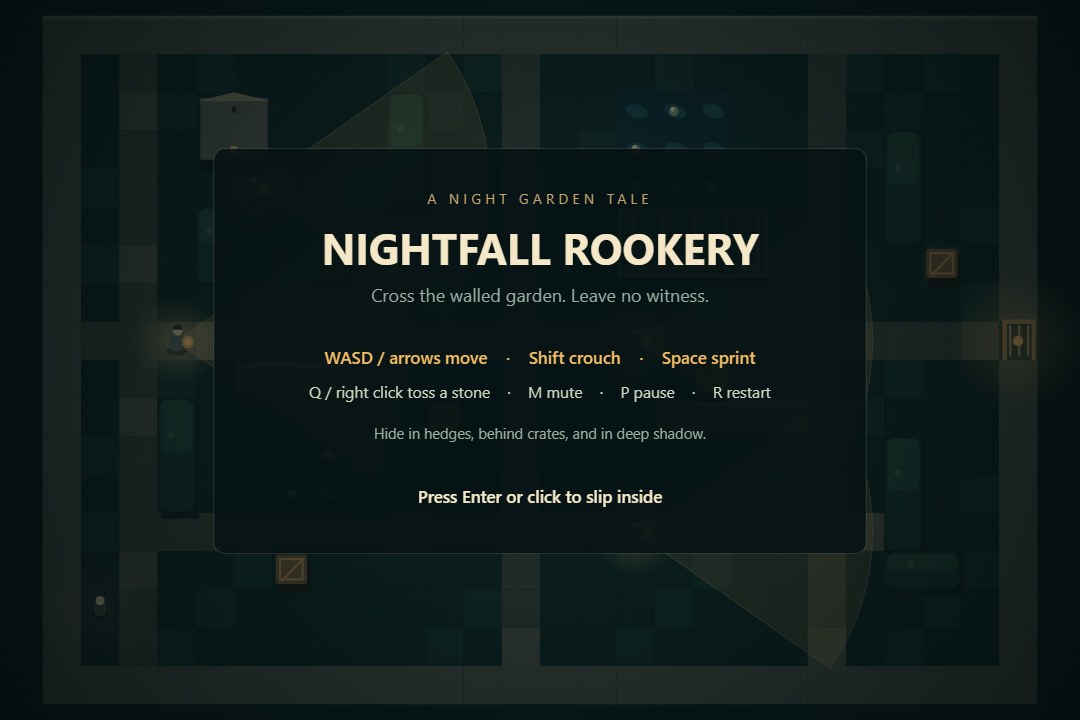 A NIGHT GARDEN TALE
NIGHTFALL ROOKERY
Cross the walled garden. Leave no witness.
WASD / arrows move · Shift crouch · Space sprint
Q / right click toss a stone · M mute · P pause · R restart
Hide in hedges, behind crates, and in deep shadow.
Press Enter or click to slip inside